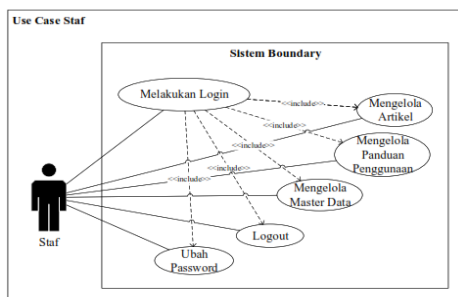 Use Case Staf
Sistem Boundary
Melakukan Login
<<include>>
Mengelola
Artikel
<<include>>
<<include>>
Mengelola
Panduan
Penggunaan
<<include>>
Mengelola
Master Data
Staf
Logout
Ubah
Password